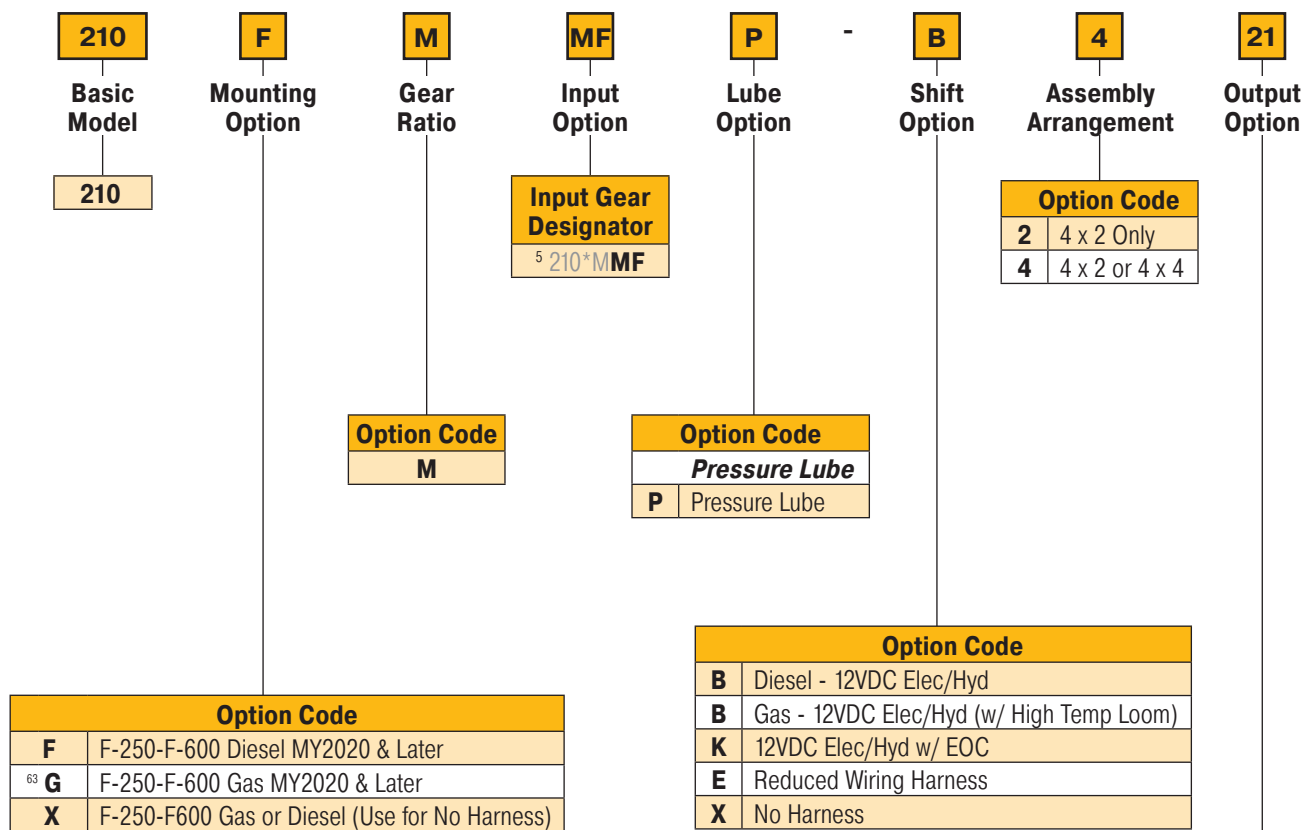 210 F M MF P - B 4 21
Basic Model
Mounting Option
Gear Ratio
Input Option
Lube Option
Shift Option
Assembly Arrangement
Output Option
210
Input Gear Designator
5 210*MMF
Option Code
2 4 x 2 Only
4 4 x 2 or 4 x 4
Option Code
M
Option Code
Pressure Lube
P Pressure Lube
Option Code
B Diesel - 12VDC Elec/Hyd
B Gas - 12VDC Elec/Hyd (w/ High Temp Loom)
K 12VDC Elec/Hyd w/ EOC
E Reduced Wiring Harness
X No Harness
Option Code
F F-250-F-600 Diesel MY2020 & Later
63 G F-250-F-600 Gas MY2020 & Later
X F-250-F600 Gas or Diesel (Use for No Harness)